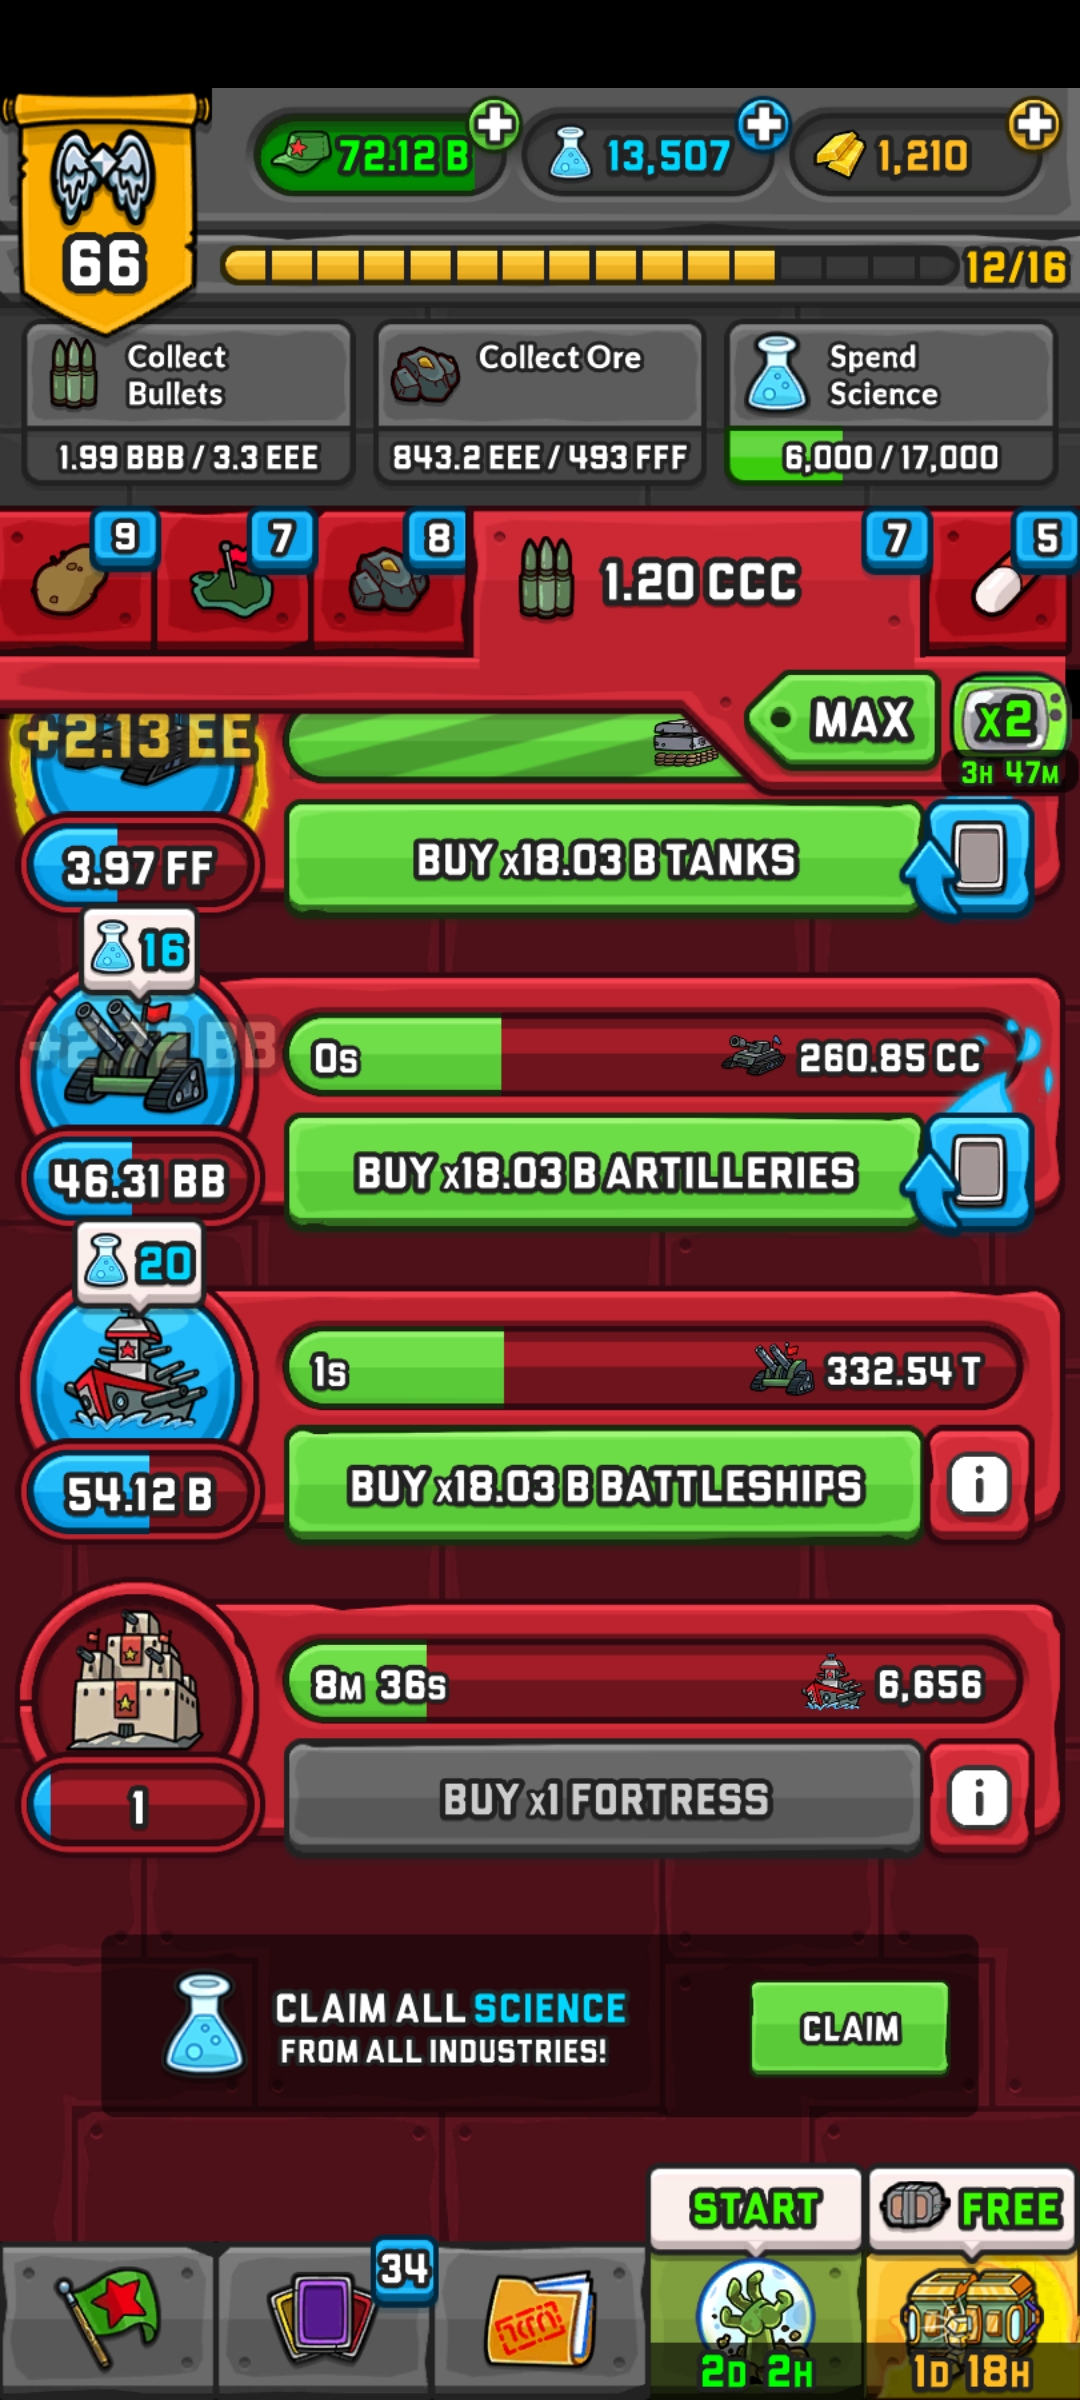 72.12 B
13,507
1,210
66
12/16
Collect
Bullets
1.99 BBB / 3.3 EEE
Collect Ore
843.2 EEE / 493 FFF
Spend
Science
6,000 / 17,000
9
7
8
1.20 CCC
7
5
MAX
x2
3H 47M
+2.13 EE
3.97 FF
BUY x18.03 B TANKS
16
0s
260.85 CC
46.31 BB
BUY x18.03 B ARTILLERIES
20
1s
332.54 T
54.12 B
BUY x18.03 B BATTLESHIPS
i
8M 36s
6,656
1
BUY x1 FORTRESS
i
CLAIM ALL SCIENCE
FROM ALL INDUSTRIES!
CLAIM
START
FREE
34
2D 2H
1D 18H